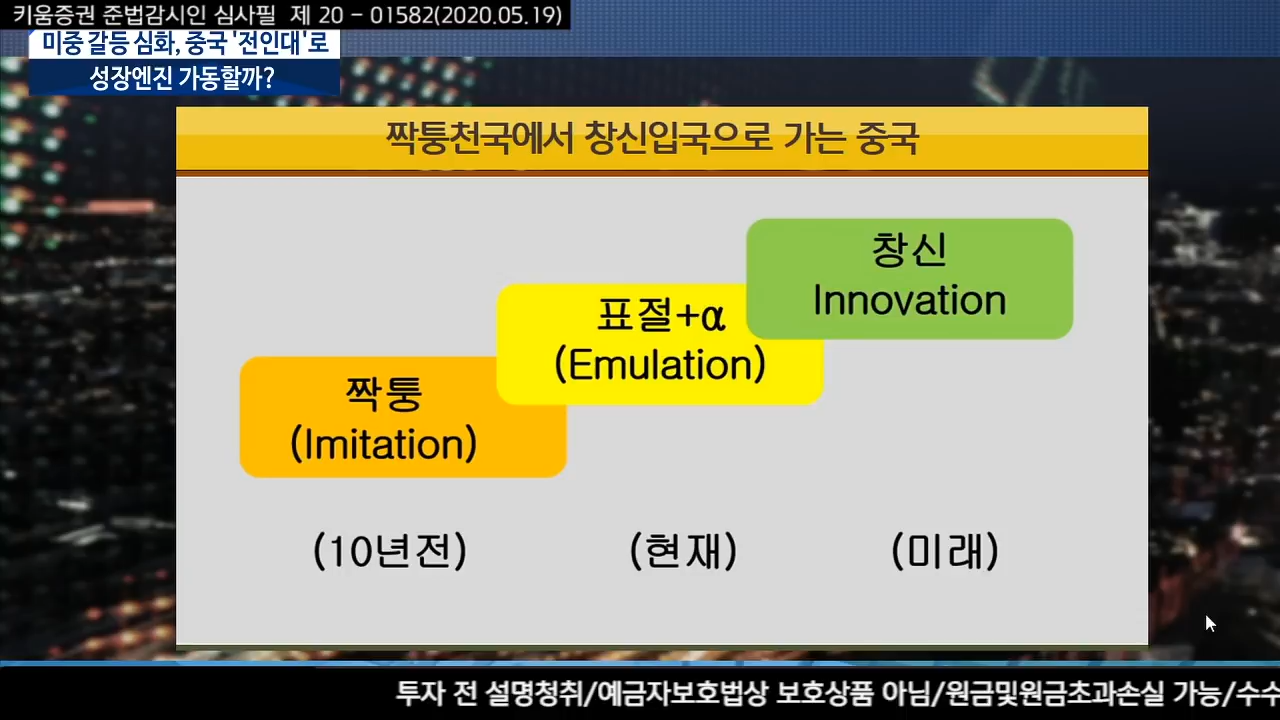 키움증권 준법감시인 심사필 제 20 - 01582(2020.05.19)
미중 갈등 심화, 중국 '전인대'로
성장엔진 가동할까?
짝퉁천국에서 창신입국으로 가는 중국
창신
Innovation
표절+α
(Emulation)
짝퉁
(Imitation)
(10년전) (현재) (미래)
투자 전 설명청취/예금자보호법상 보호상품 아님/원금및원금초과손실 가능/수수